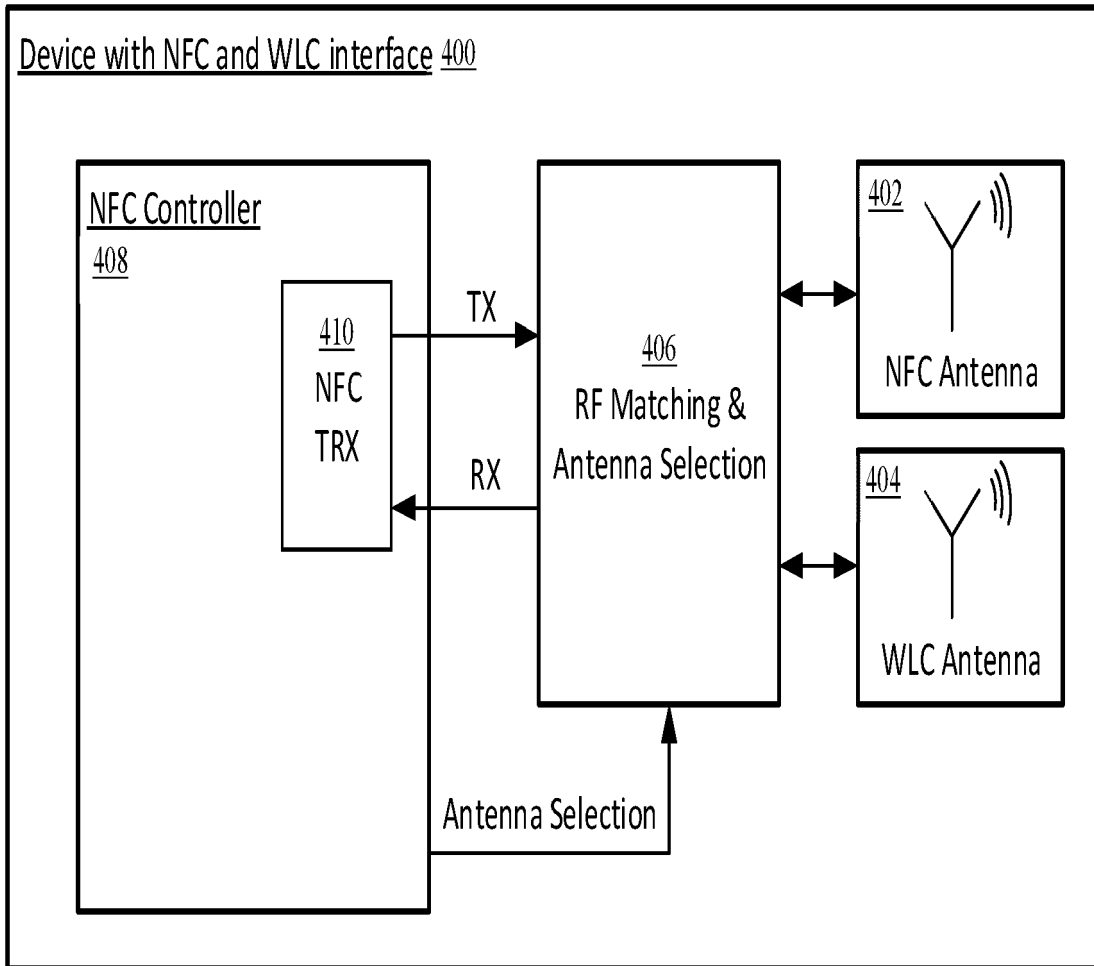 Device with NFC and WLC interface 400
NFC Controller
408
410
NFC
TRX
TX
RX
406
RF Matching &
Antenna Selection
402
NFC Antenna
404
WLC Antenna
Antenna Selection